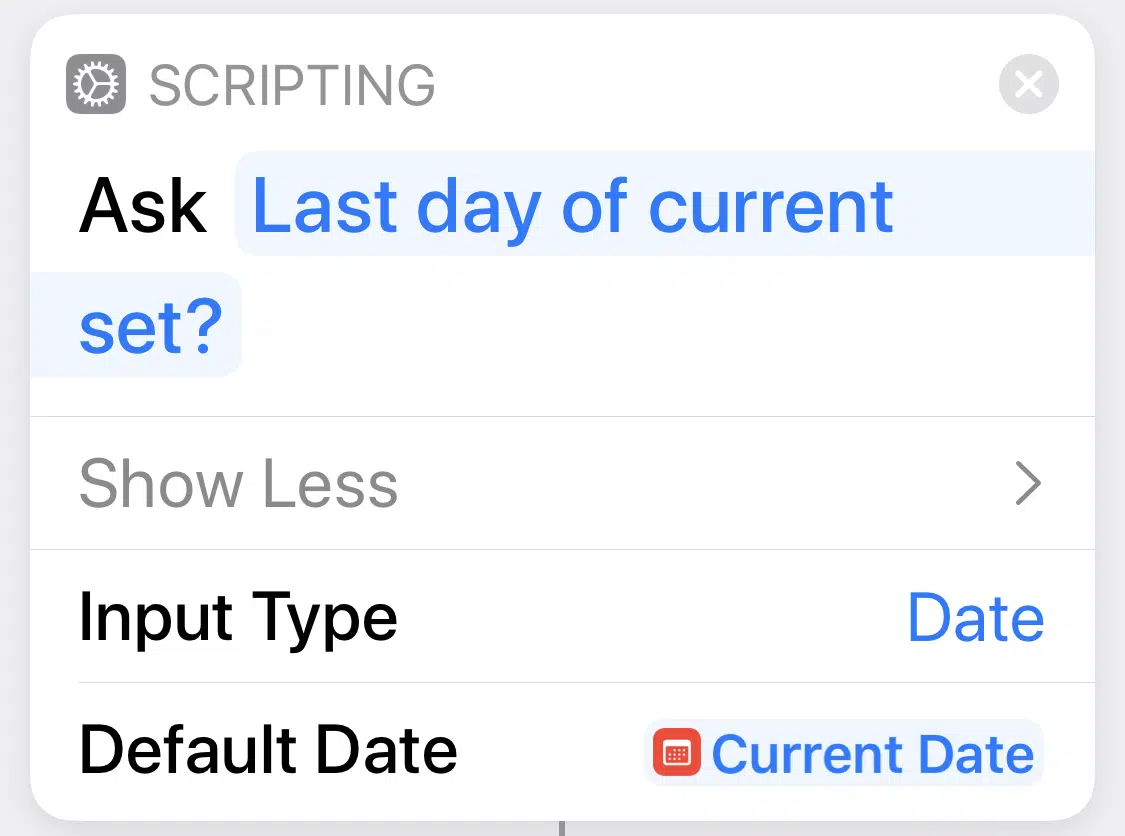 SCRIPTING
Ask Last day of current
set?
Show Less
Input Type Date
Default Date Current Date